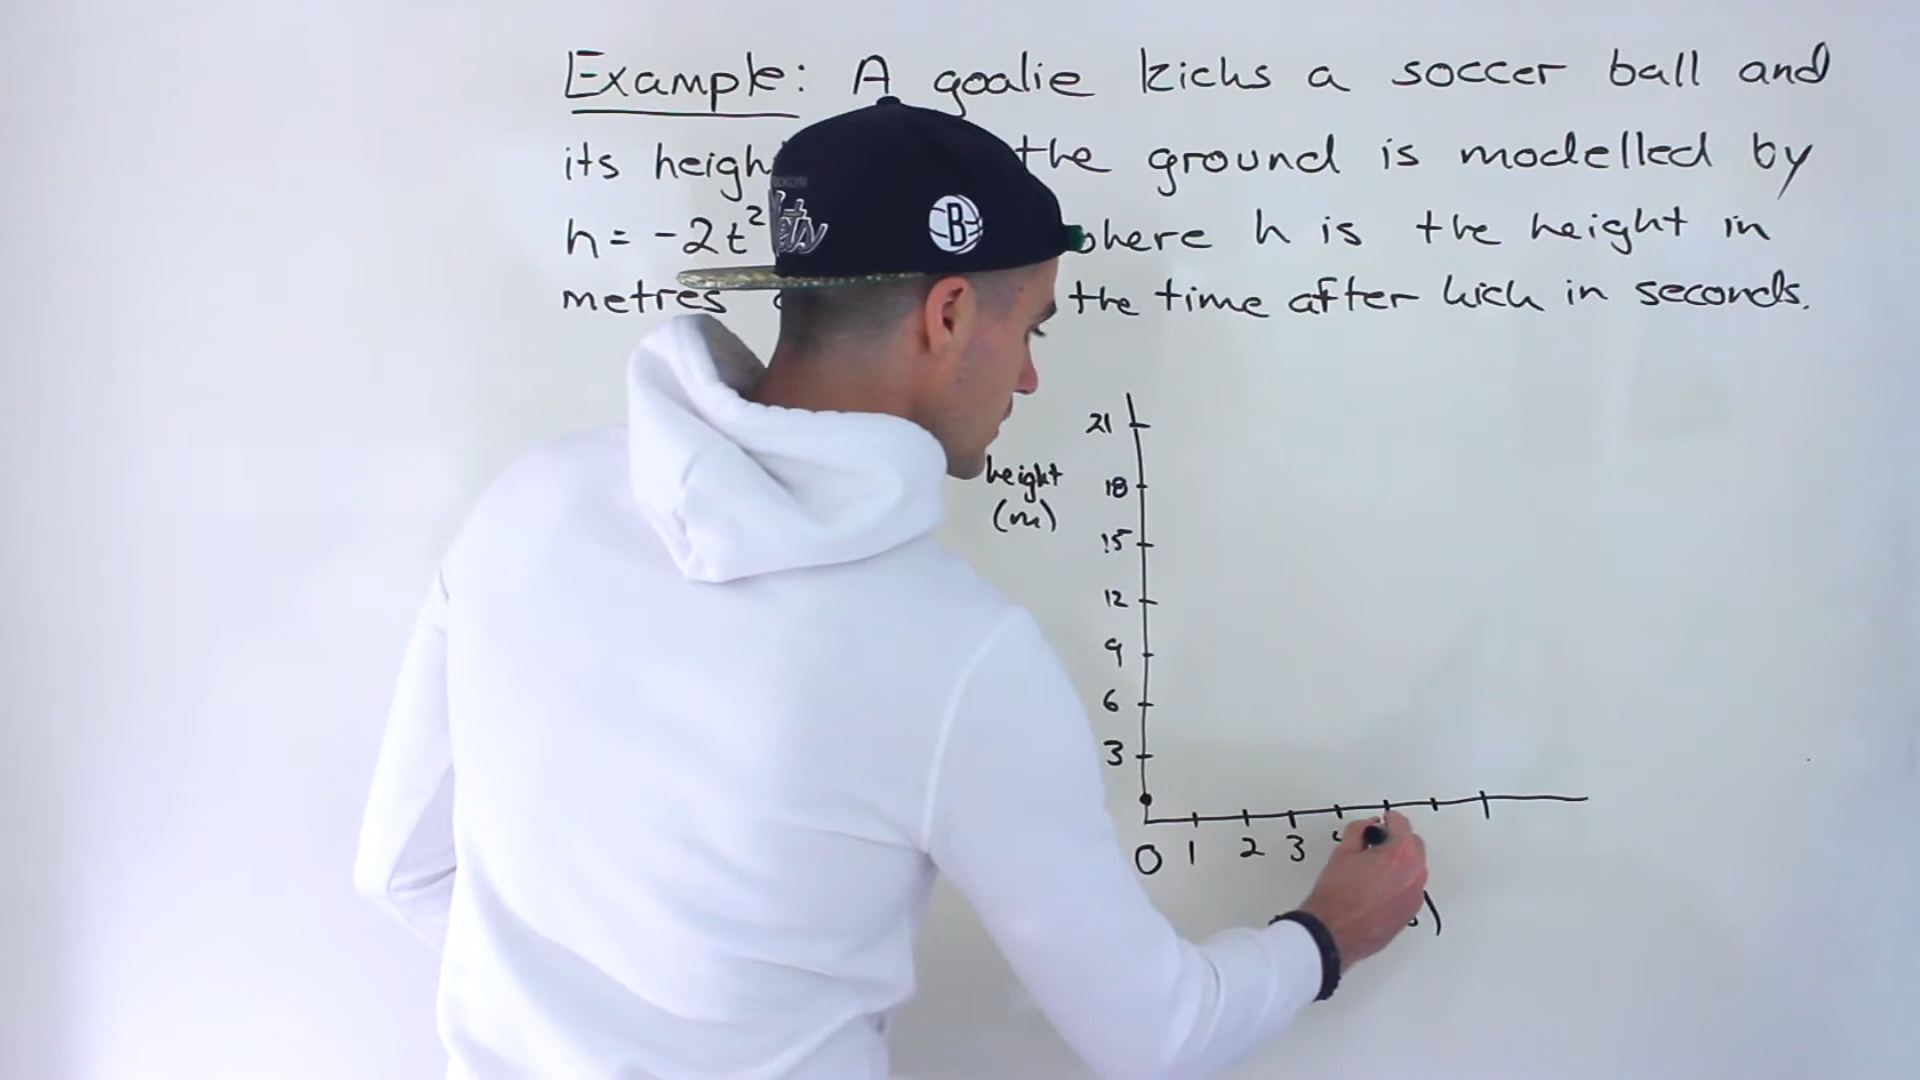 Example: A goalie kicks a soccer ball and
its heigh the ground is modelled by
h = -2t² where h is the height in
metres the time after kick in seconds.
21
height
(m)
18
15
12
9
6
3
0 1 2 3
B